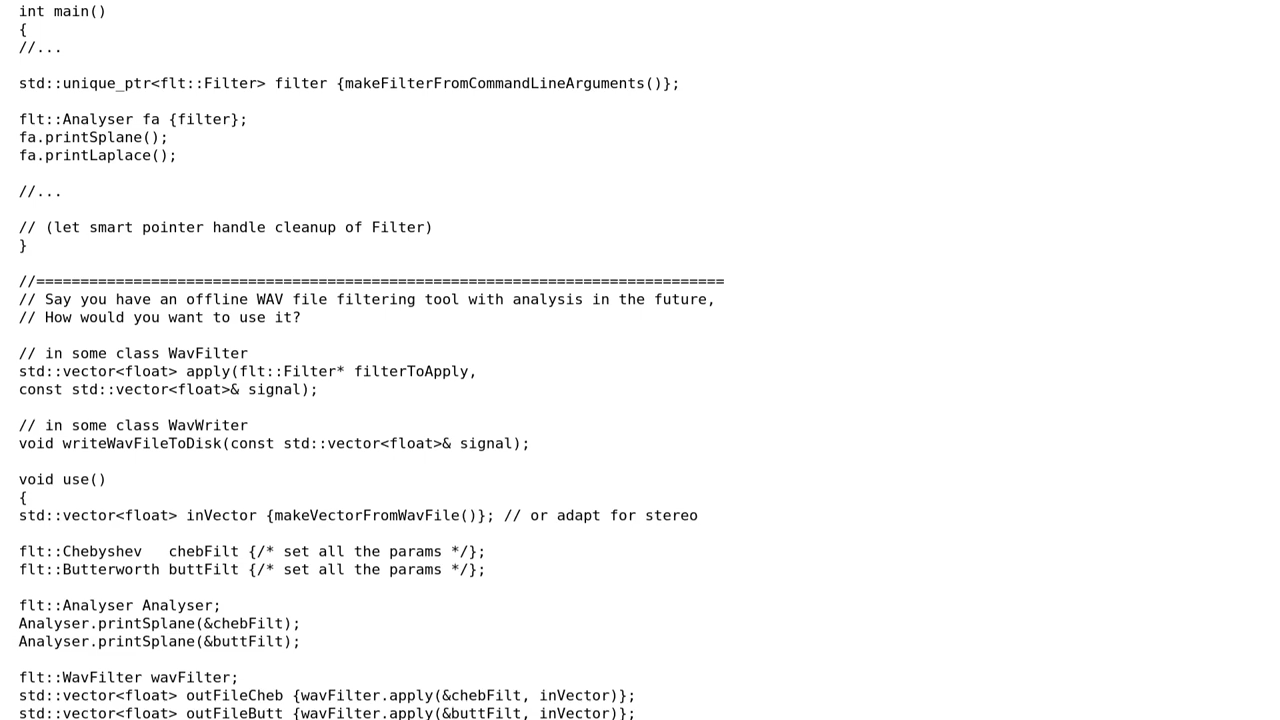 int main()
{
//...
std::unique_ptr<flt::Filter> filter {makeFilterFromCommandLineArguments()};
flt::Analyser fa {filter};
fa.printSplane();
fa.printLaplace();
//...
// (let smart pointer handle cleanup of Filter)
}
//==============================================================================
// Say you have an offline WAV file filtering tool with analysis in the future,
// How would you want to use it?
// in some class WavFilter
std::vector<float> apply(flt::Filter* filterToApply,
const std::vector<float>& signal);
// in some class WavWriter
void writeWavFileToDisk(const std::vector<float>& signal);
void use()
{
std::vector<float> inVector {makeVectorFromWavFile()}; // or adapt for stereo
flt::Chebyshev   chebFilt {/* set all the params */};
flt::Butterworth buttFilt {/* set all the params */};
flt::Analyser Analyser;
Analyser.printSplane(&chebFilt);
Analyser.printSplane(&buttFilt);
flt::WavFilter wavFilter;
std::vector<float> outFileCheb {wavFilter.apply(&chebFilt, inVector)};
std::vector<float> outFileButt {wavFilter.apply(&buttFilt, inVector)};